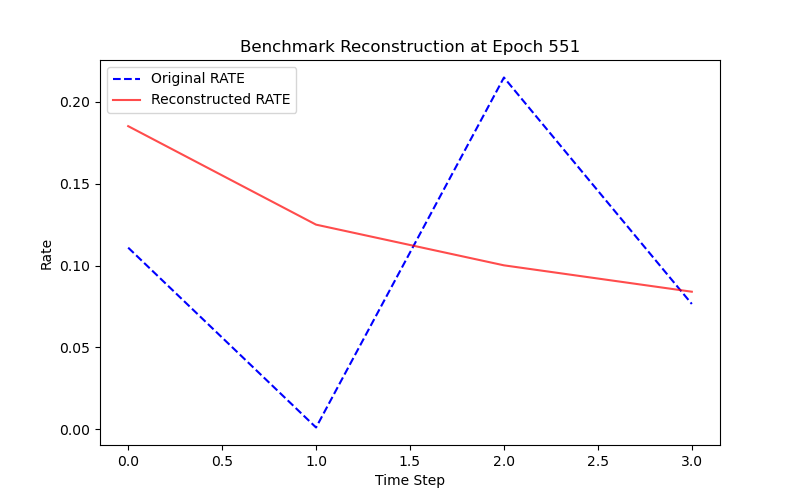 Benchmark Reconstruction at Epoch 551
Original RATE
Reconstructed RATE
Rate
0.20
0.15
0.10
0.05
0.00
0.0 0.5 1.0 1.5 2.0 2.5 3.0
Time Step